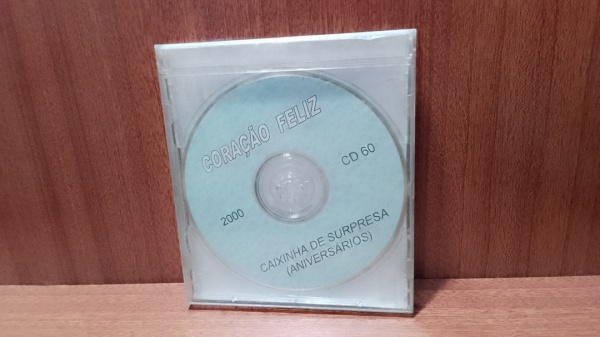 CORAÇÃO FELIZ
CD 60
2000
CAIXINHA DE SURPRESA
(ANIVERSÁRIOS)